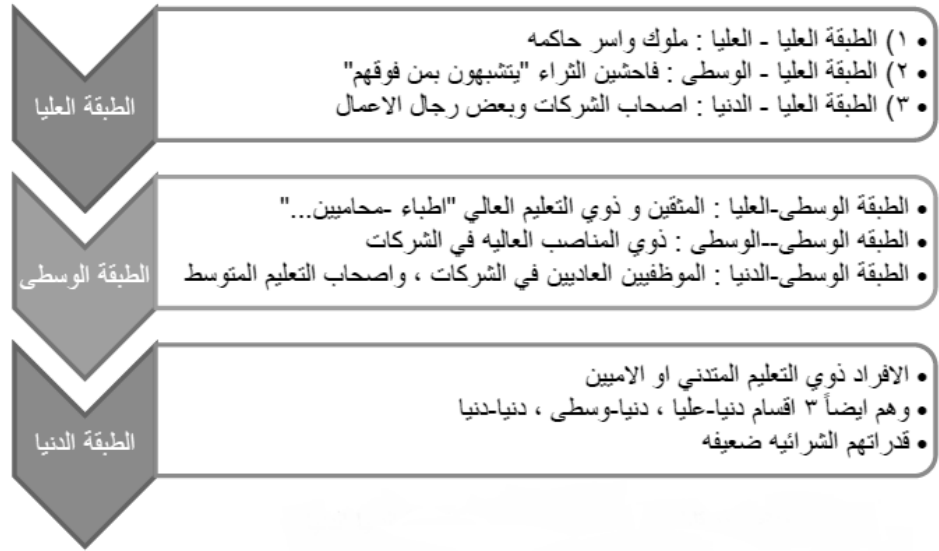 الطبقة العليا
• ١) الطبقة العليا - العليا : ملوك واسر حاكمه
• ٢) الطبقة العليا - الوسطى : فاحشين الثراء "يتشبهون بمن فوقهم"
• ٣) الطبقة العليا - الدنيا : اصحاب الشركات وبعض رجال الاعمال
الطبقة الوسطى
• الطبقة الوسطى-العليا : المثقين و ذوي التعليم العالي "اطباء -محاميين..."
• الطبقه الوسطى--الوسطى : ذوي المناصب العاليه في الشركات
• الطبقة الوسطى-الدنيا : الموظفيين العاديين في الشركات ، واصحاب التعليم المتوسط
الطبقة الدنيا
• الافراد ذوي التعليم المتدني او الاميين
• وهم ايضاً ٣ اقسام دنيا-عليا ، دنيا-وسطى ، دنيا-دنيا
• قدراتهم الشرائيه ضعيفه